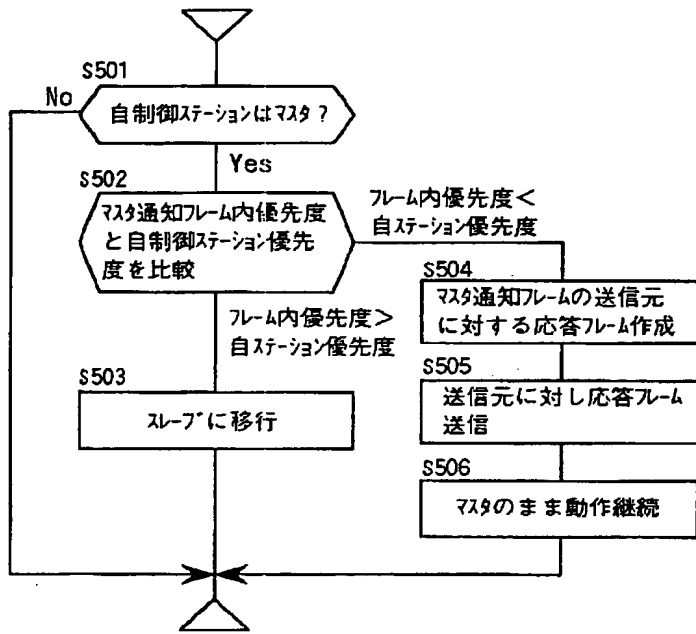 S501
No
自制御ステーションはマスタ?
Yes
S502
マスタ通知フレーム内優先度
と自制御ステーション優先
度を比較
フレーム内優先度<
自ステーション優先度
S504
マスタ通知フレームの送信元
に対する応答フレーム作成
フレーム内優先度>
自ステーション優先度
S503
スレーブに移行
S505
送信元に対し応答フレーム
送信
S506
マスタのまま動作継続